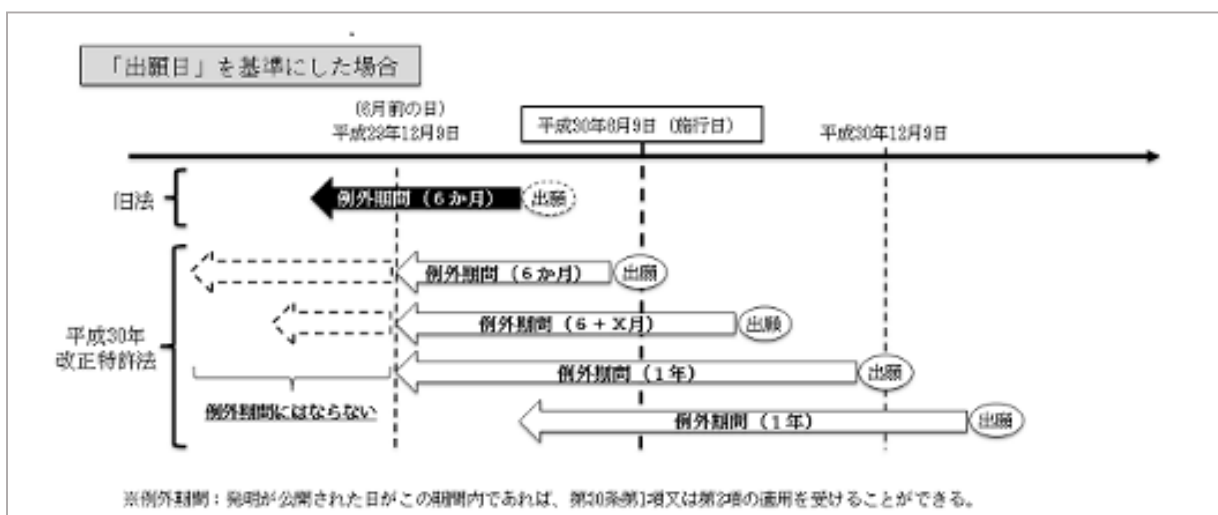 「出願日」を基準にした場合
(6月前の日)
平成29年12月9日
平成30年6月9日（施行日）
平成30年12月9日
旧法
例外期間（6か月）
出願
例外期間（6か月）
出願
例外期間（6＋X月）
出願
平成30年
改正特許法
例外期間（1年）
出願
例外期間にはならない
例外期間（1年）
出願
※例外期間：発明が公開された日がこの期間内であれば、第30条第1項又は第2項の適用を受けることができる。